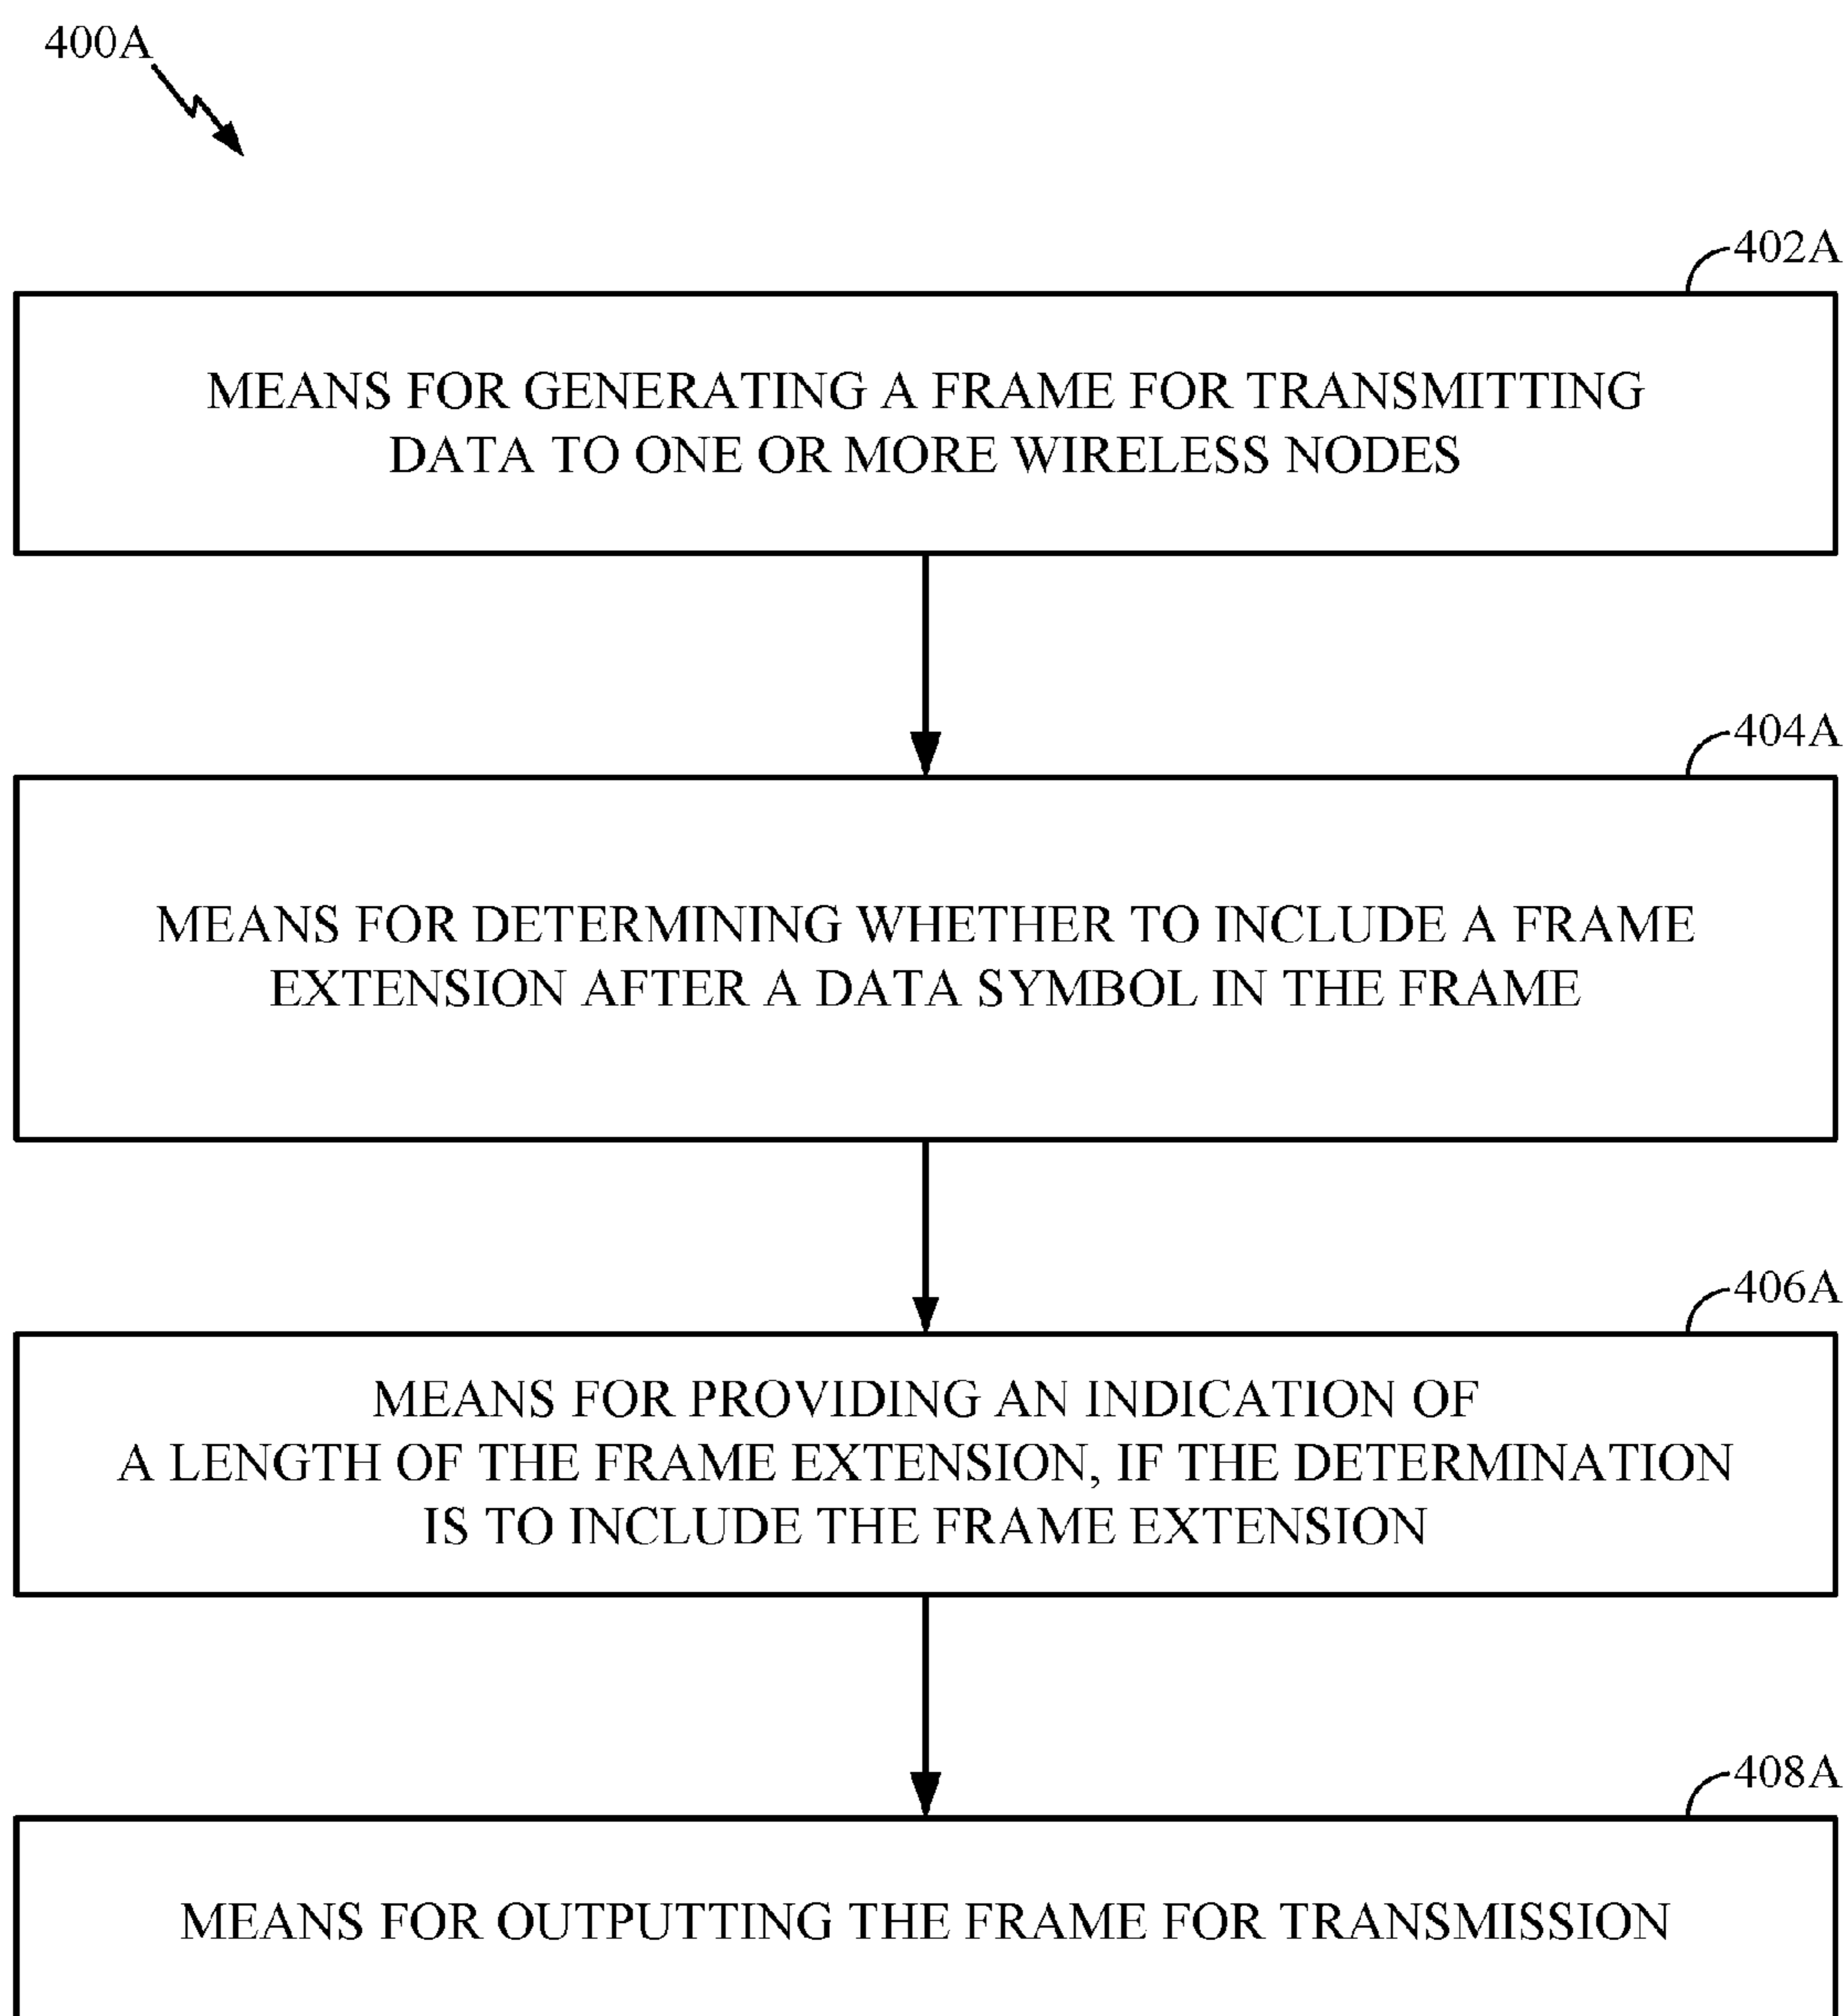 400A
402A
MEANS FOR GENERATING A FRAME FOR TRANSMITTING
DATA TO ONE OR MORE WIRELESS NODES
404A
MEANS FOR DETERMINING WHETHER TO INCLUDE A FRAME
EXTENSION AFTER A DATA SYMBOL IN THE FRAME
406A
MEANS FOR PROVIDING AN INDICATION OF
A LENGTH OF THE FRAME EXTENSION, IF THE DETERMINATION
IS TO INCLUDE THE FRAME EXTENSION
408A
MEANS FOR OUTPUTTING THE FRAME FOR TRANSMISSION